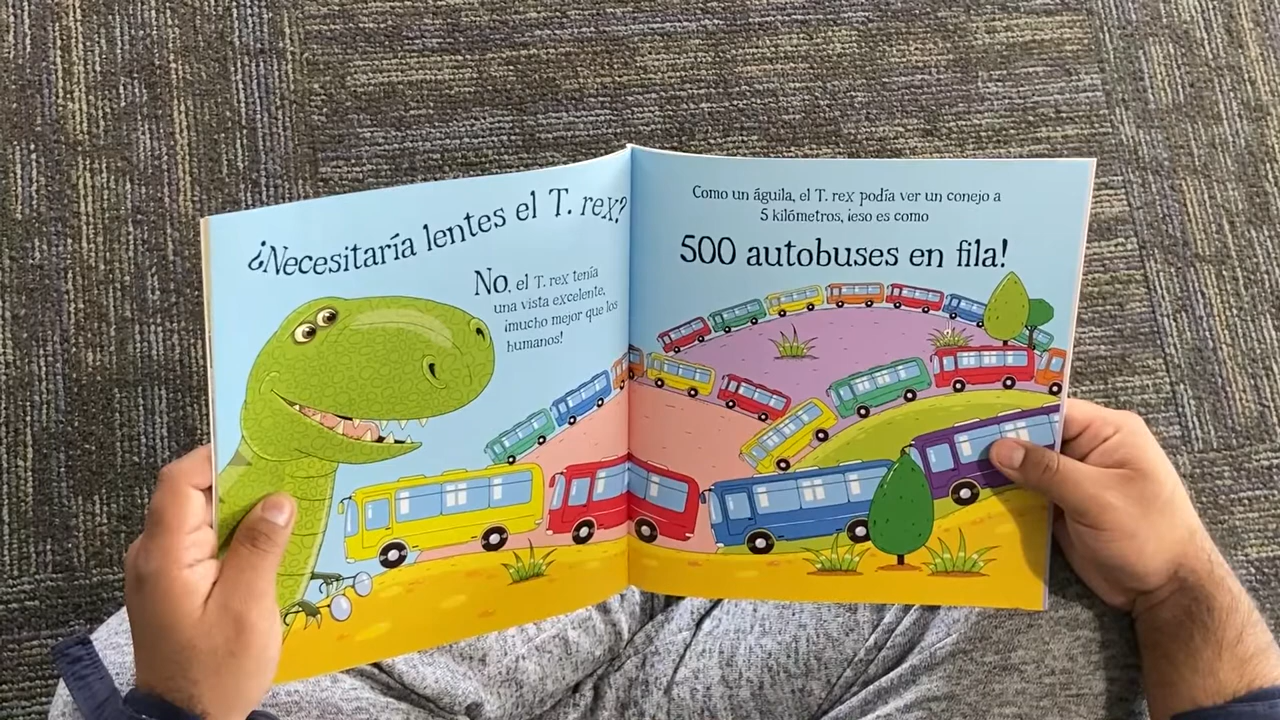 ¿Necesitaría lentes el T. rex?
No, el T. rex tenía
una vista excelente,
¡mucho mejor que los
humanos!
Como un águila, el T. rex podía ver un conejo a
5 kilómetros, ¡eso es como
500 autobuses en fila!